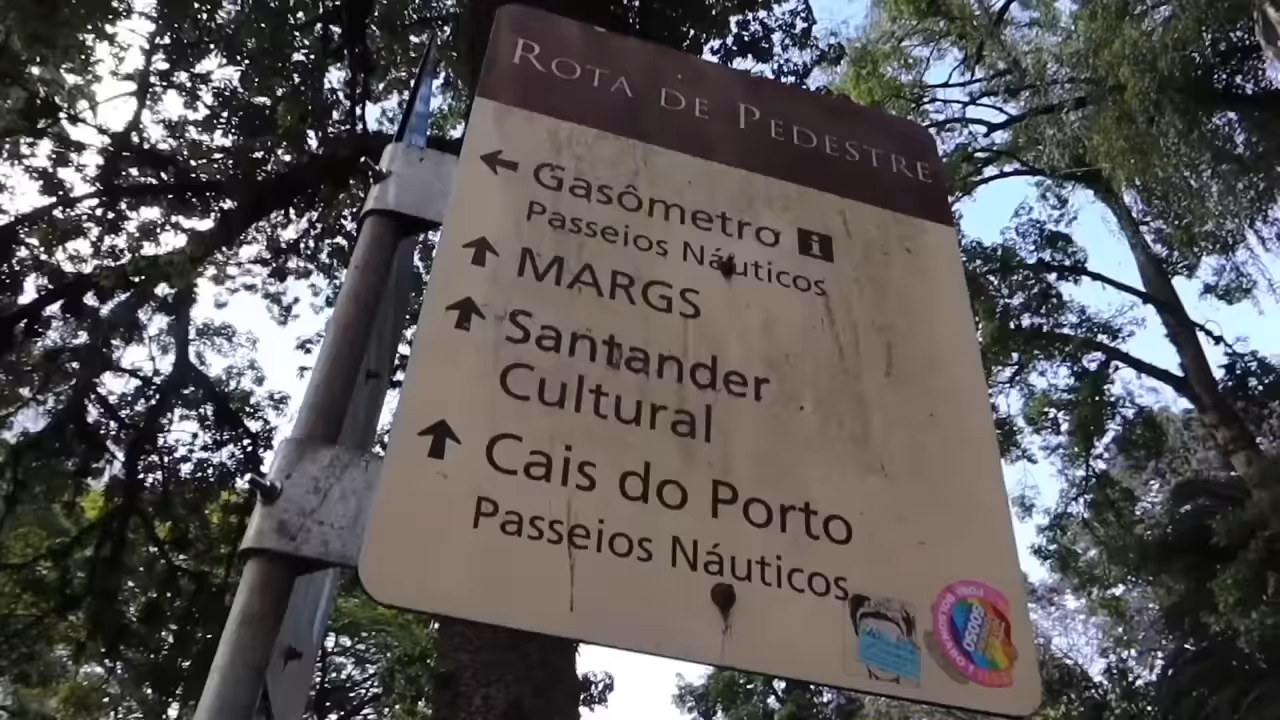 ROTA DE PEDESTRE
Gasômetro i
Passeios Náuticos
MARGS
Santander
Cultural
Cais do Porto
Passeios Náuticos